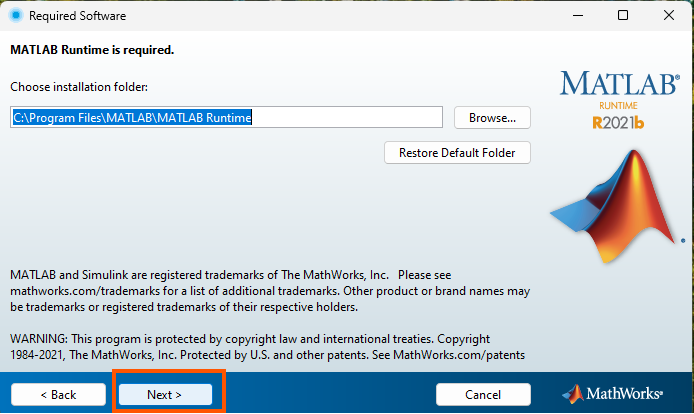 Required Software
MATLAB Runtime is required.
Choose installation folder:
C:\Program Files\MATLAB\MATLAB Runtime
Browse...
Restore Default Folder
MATLAB®
RUNTIME
R2021b
®
MATLAB and Simulink are registered trademarks of The MathWorks, Inc. Please see
mathworks.com/trademarks for a list of additional trademarks. Other product or brand names may
be trademarks or registered trademarks of their respective holders.
WARNING: This program is protected by copyright law and international treaties. Copyright
1984-2021, The MathWorks, Inc. Protected by U.S. and other patents. See MathWorks.com/patents
< Back
Next >
Cancel
MathWorks®